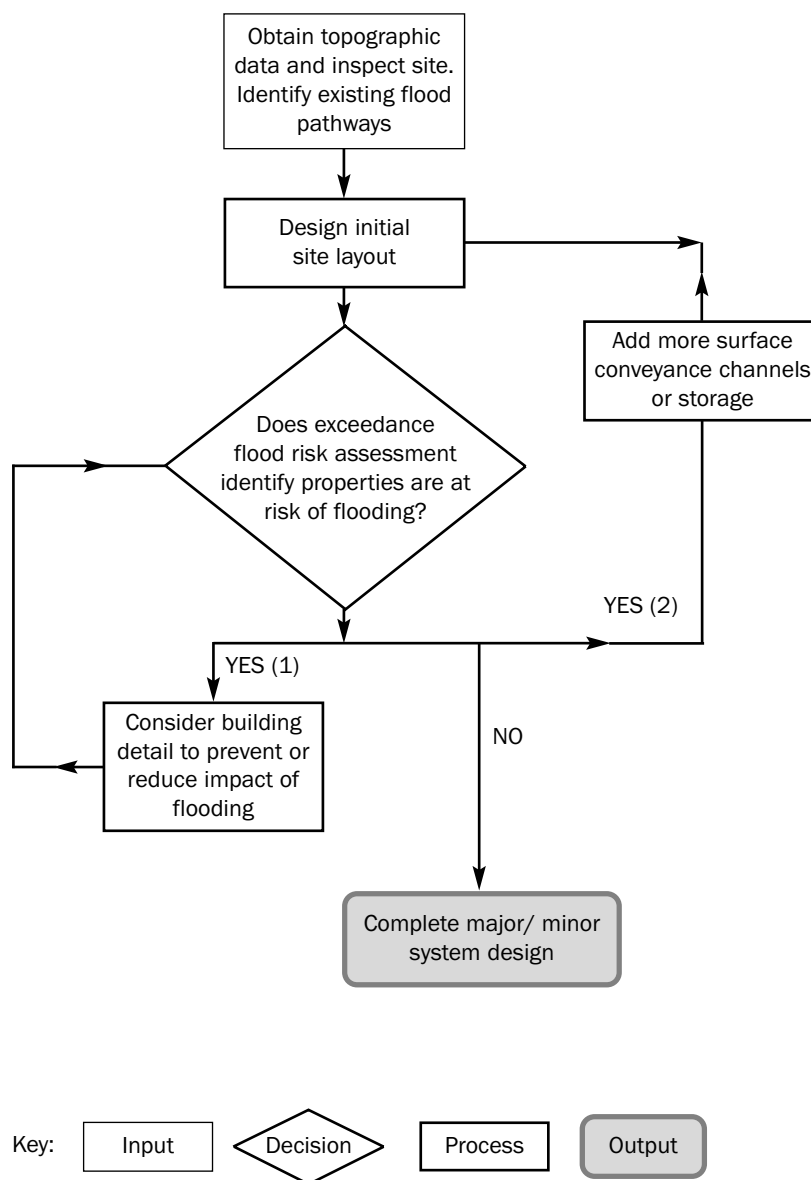 Obtain topographic
data and inspect site.
Identify existing flood
pathways
Design initial
site layout
Add more surface
conveyance channels
or storage
Does exceedance
flood risk assessment
identify properties are at
risk of flooding?
YES (2)
YES (1)
Consider building
detail to prevent or
reduce impact of
flooding
NO
Complete major/ minor
system design
Key:
Input
Decision
Process
Output